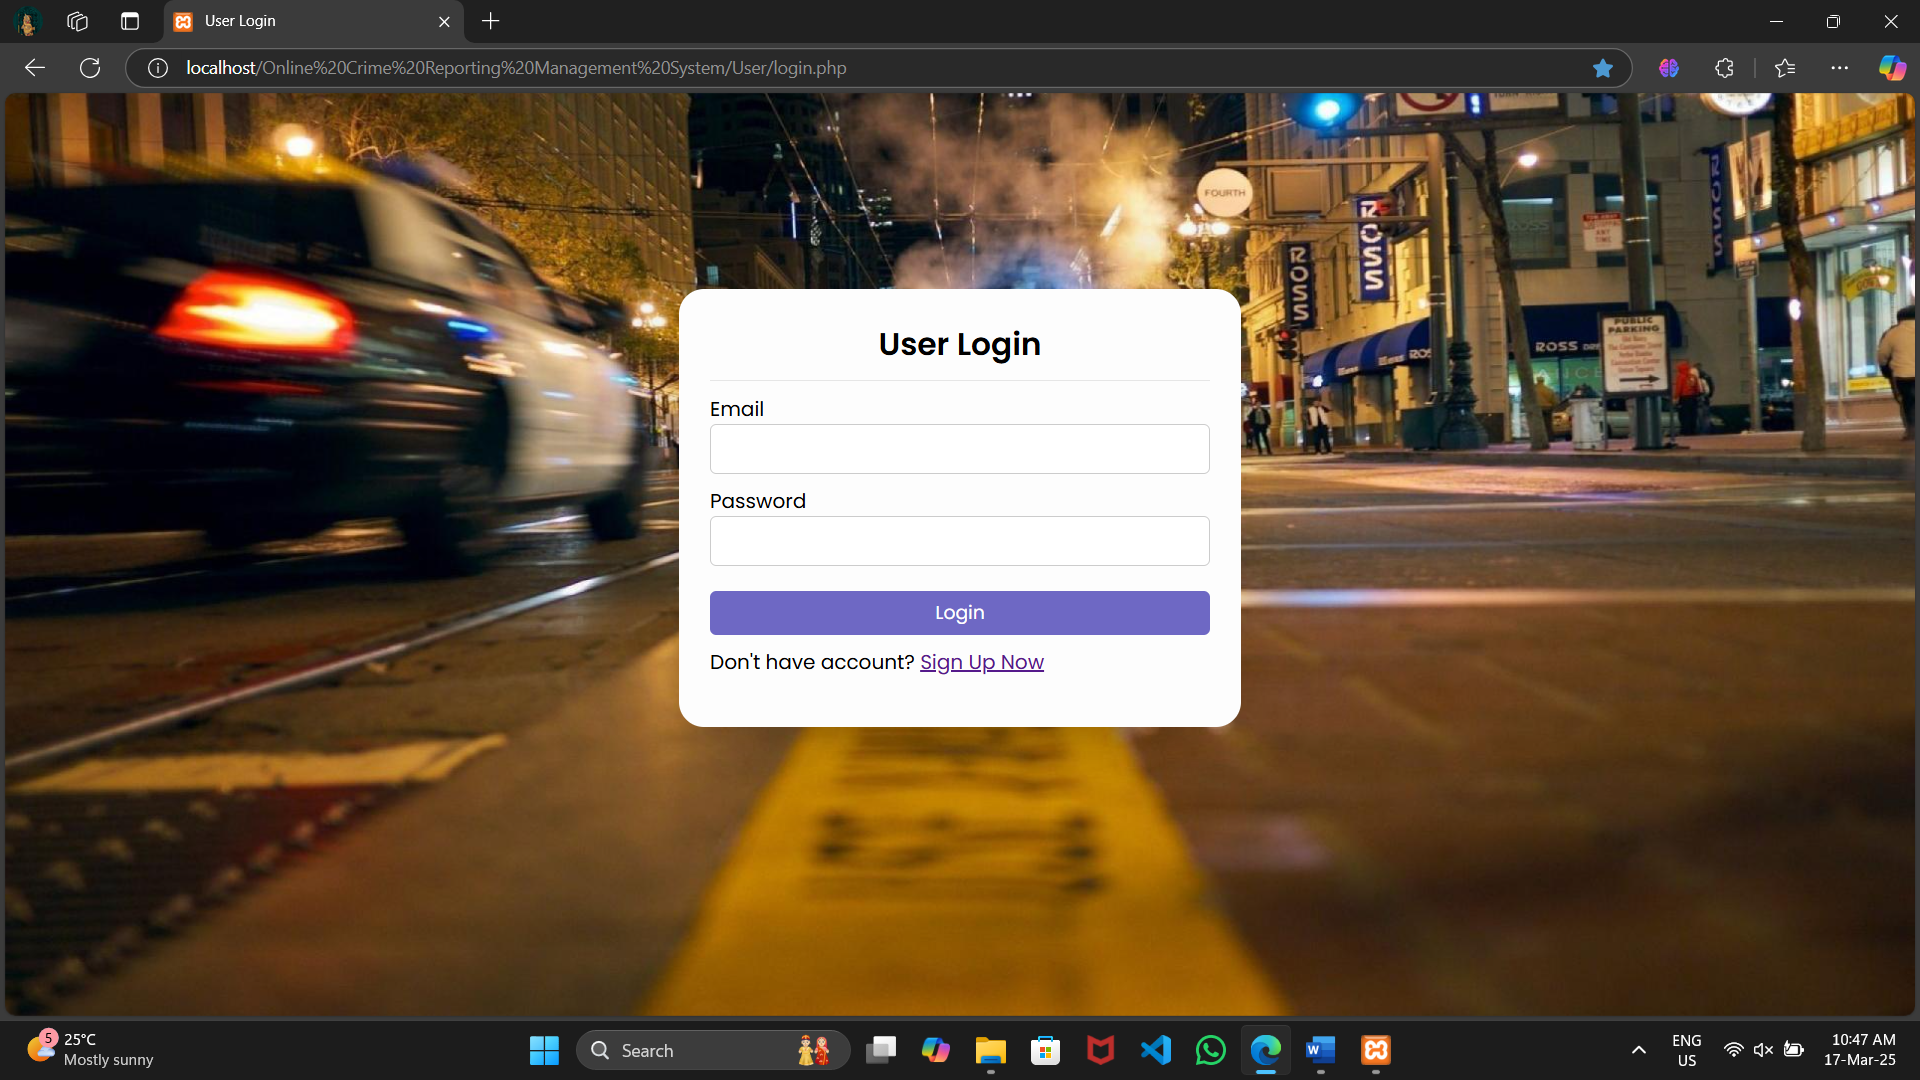 User Login
localhost/Online%20Crime%20Reporting%20Management%20System/User/login.php
FOURTH
ROSS
ROSS
ROSS
ROSS
PUBLIC
PARKING
ROSS
User Login
Email
Password
Login
Don't have account? Sign Up Now
5
25°C
Mostly sunny
Search
W
ENG
US
10:47 AM
17-Mar-25